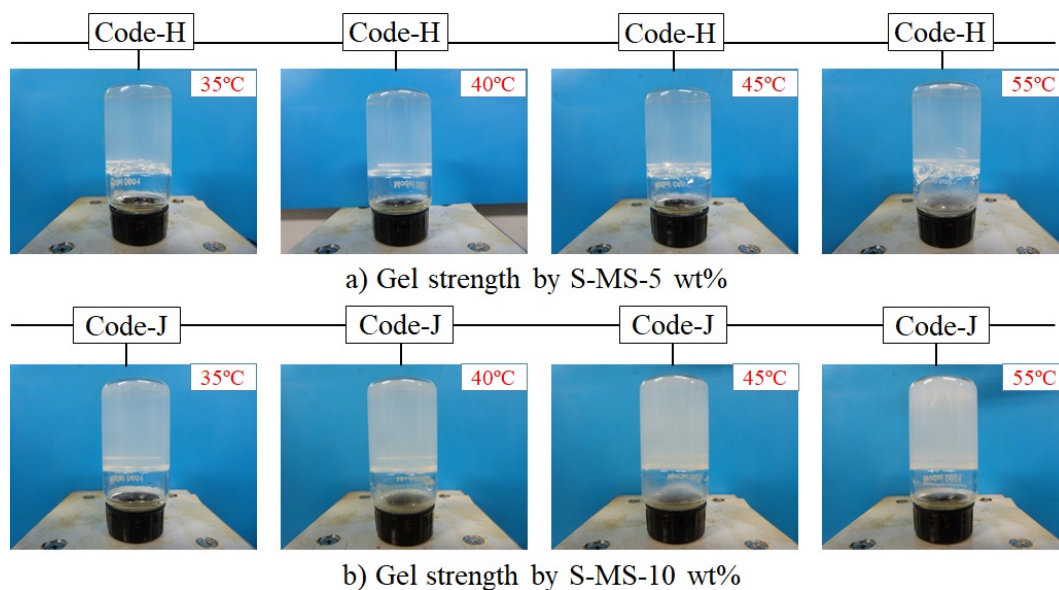 Code-H Code-H Code-H Code-H
35°C 40°C 45°C 55°C
a) Gel strength by S-MS-5 wt%
Code-J Code-J Code-J Code-J
35°C 40°C 45°C 55°C
b) Gel strength by S-MS-10 wt%